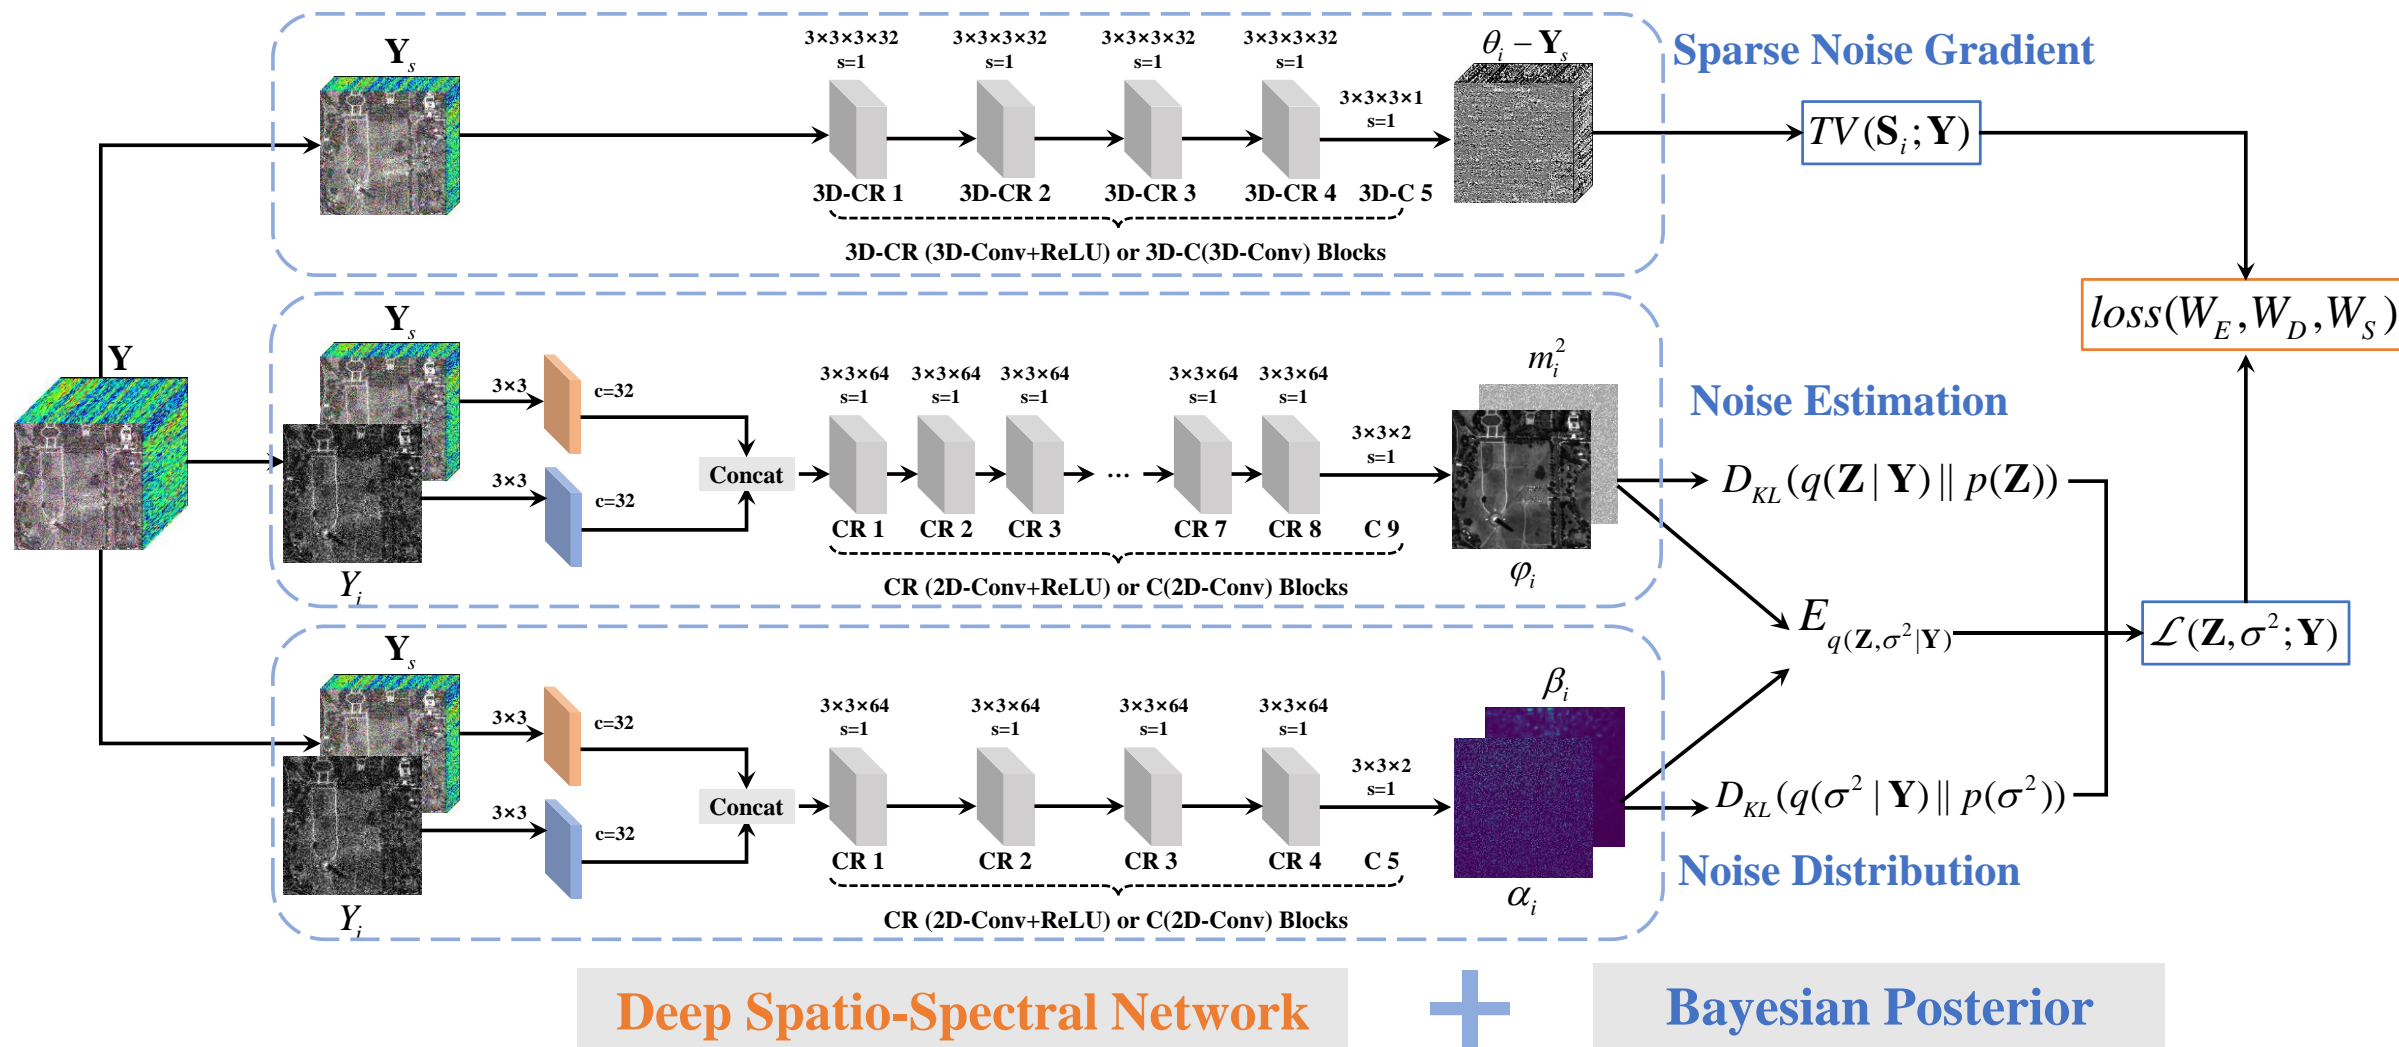 Y
Y_s
3×3×3×32 3×3×3×32 3×3×3×32 3×3×3×32
s=1 s=1 s=1 s=1
3×3×3×1
s=1
θ_i − Y_s
3D-CR 1 3D-CR 2 3D-CR 3 3D-CR 4 3D-C 5
3D-CR (3D-Conv+ReLU) or 3D-C(3D-Conv) Blocks
Sparse Noise Gradient
TV(S_i; Y)
loss(W_E, W_D, W_S)
Y_s
Y_i
3×3 c=32
3×3 c=32
Concat
3×3×64 3×3×64 3×3×64 3×3×64 3×3×64
s=1 s=1 s=1 s=1 s=1
...
3×3×2
s=1
CR 1 CR 2 CR 3 CR 7 CR 8 C 9
CR (2D-Conv+ReLU) or C(2D-Conv) Blocks
m_i^2
φ_i
Noise Estimation
D_KL(q(Z | Y) || p(Z))
E_q(Z,σ^2|Y)
ℒ(Z, σ^2; Y)
Y_s
Y_i
3×3 c=32
3×3 c=32
Concat
3×3×64 3×3×64 3×3×64 3×3×64
s=1 s=1 s=1 s=1
3×3×2
s=1
CR 1 CR 2 CR 3 CR 4 C 5
CR (2D-Conv+ReLU) or C(2D-Conv) Blocks
β_i
α_i
D_KL(q(σ^2 | Y) || p(σ^2))
Noise Distribution
Deep Spatio-Spectral Network + Bayesian Posterior